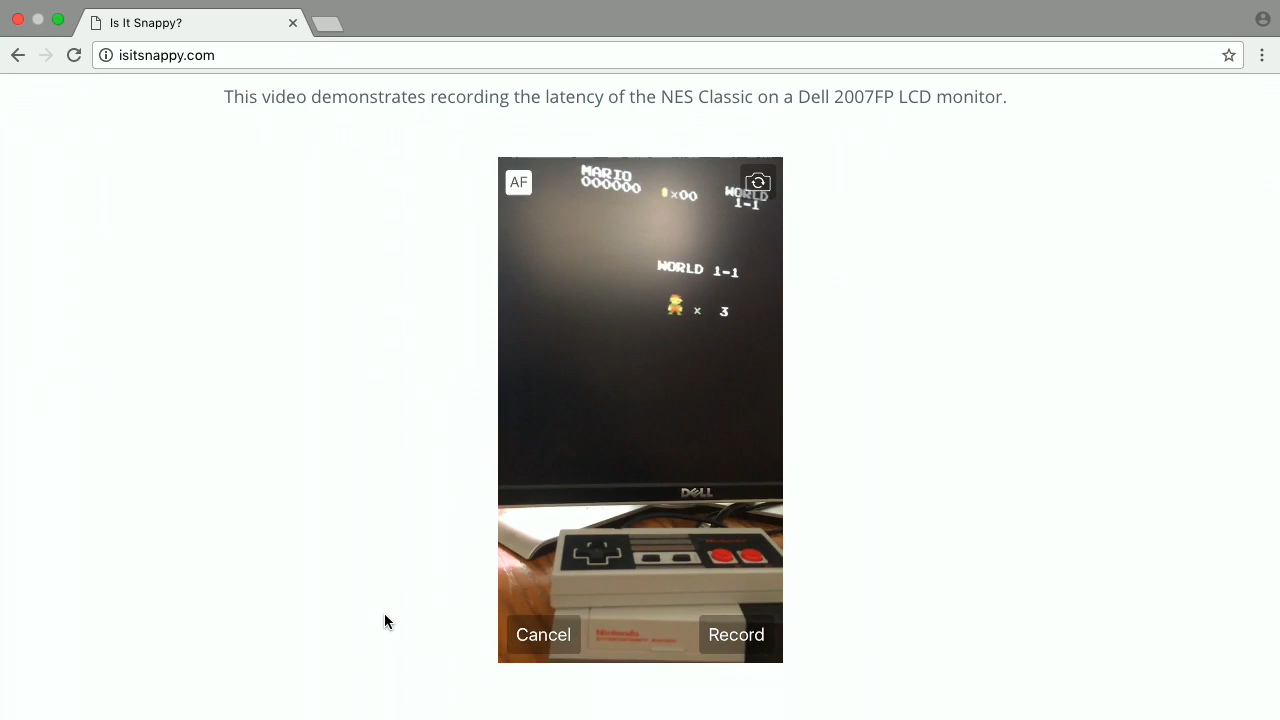 Is It Snappy?
isitsnappy.com
This video demonstrates recording the latency of the NES Classic on a Dell 2007FP LCD monitor.
AF
MARIO
000000
×00
WORLD
1-1
WORLD 1-1
x 3
DELL
Nintendo
Cancel
Record